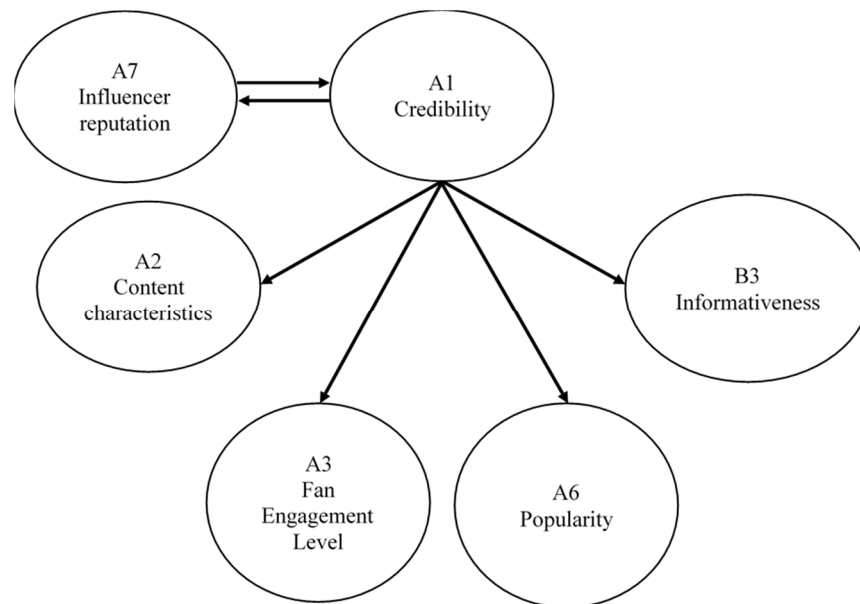 A7
Influencer
reputation
A1
Credibility
A2
Content
characteristics
B3
Informativeness
A3
Fan
Engagement
Level
A6
Popularity